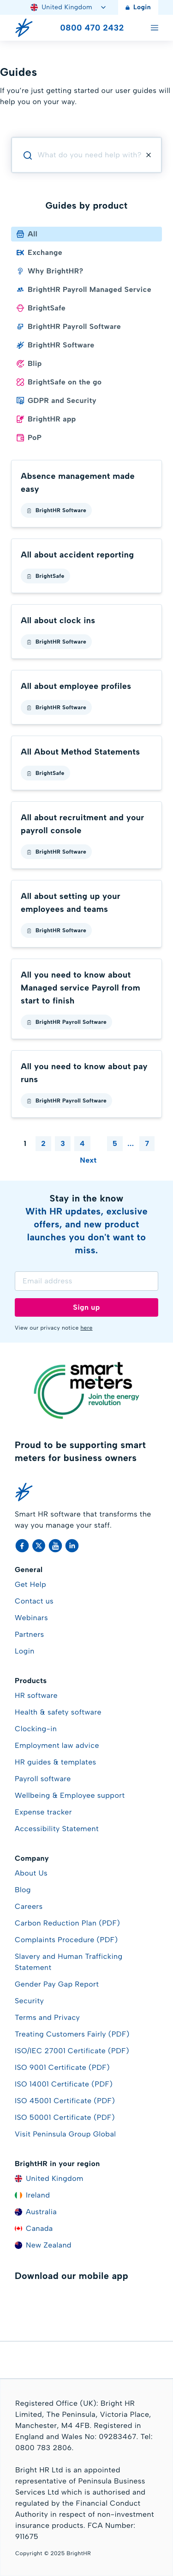 United Kingdom
Login
0800 470 2432
Guides
If you're just getting started our user guides will
help you on your way.
What do you need help with?
Guides by product
All
Exchange
Why BrightHR?
BrightHR Payroll Managed Service
BrightSafe
BrightHR Payroll Software
BrightHR Software
Blip
BrightSafe on the go
GDPR and Security
BrightHR app
PoP
Absence management made
easy
BrightHR Software
All about accident reporting
BrightSafe
All about clock ins
BrightHR Software
All about employee profiles
BrightHR Software
All About Method Statements
BrightSafe
All about recruitment and your
payroll console
BrightHR Software
All about setting up your
employees and teams
BrightHR Software
All you need to know about
Managed service Payroll from
start to finish
BrightHR Payroll Software
All you need to know about pay
runs
BrightHR Payroll Software
1 2 3 4 5 ... 7
Next
Stay in the know
With HR updates, exclusive
offers, and new product
launches you don't want to
miss.
Email address
Sign up
View our privacy notice here
smart
meters
Join the energy
revolution
Proud to be supporting smart
meters for business owners
Smart HR software that transforms the
way you manage your staff.
General
Get Help
Contact us
Webinars
Partners
Login
Products
HR software
Health & safety software
Clocking-in
Employment law advice
HR guides & templates
Payroll software
Wellbeing & Employee support
Expense tracker
Accessibility Statement
Company
About Us
Blog
Careers
Carbon Reduction Plan (PDF)
Complaints Procedure (PDF)
Slavery and Human Trafficking
Statement
Gender Pay Gap Report
Security
Terms and Privacy
Treating Customers Fairly (PDF)
ISO/IEC 27001 Certificate (PDF)
ISO 9001 Certificate (PDF)
ISO 14001 Certificate (PDF)
ISO 45001 Certificate (PDF)
ISO 50001 Certificate (PDF)
Visit Peninsula Group Global
BrightHR in your region
United Kingdom
Ireland
Australia
Canada
New Zealand
Download our mobile app
Registered Office (UK): Bright HR
Limited, The Peninsula, Victoria Place,
Manchester, M4 4FB. Registered in
England and Wales No: 09283467. Tel:
0800 783 2806.
Bright HR Ltd is an appointed
representative of Peninsula Business
Services Ltd which is authorised and
regulated by the Financial Conduct
Authority in respect of non-investment
insurance products. FCA Number:
911675
Copyright © 2025 BrightHR